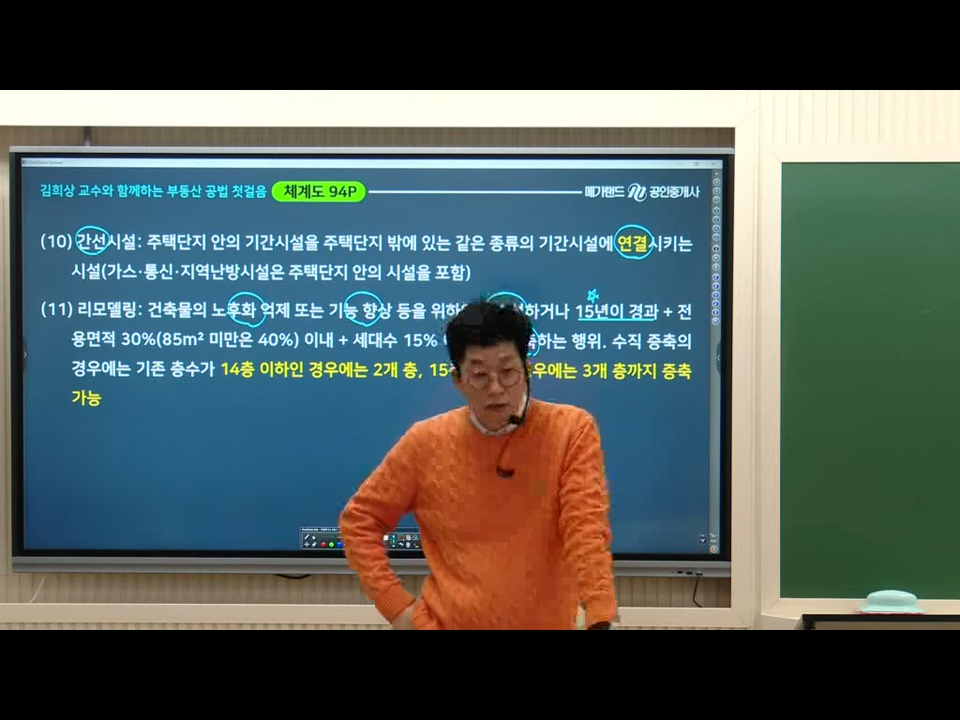 김희상 교수와 함께하는 부동산 공법 첫걸음 체계도 94P 메가랜드 공인중개사
(10) 간선시설: 주택단지 안의 기간시설을 주택단지 밖에 있는 같은 종류의 기간시설에 연결시키는
시설(가스·통신·지역난방시설은 주택단지 안의 시설을 포함)
(11) 리모델링: 건축물의 노후화 억제 또는 기능 향상 등을 위하 하거나 15년이 경과 + 전
용면적 30%(85m² 미만은 40%) 이내 + 세대수 15% 하는 행위. 수직 증축의
경우에는 기존 층수가 14층 이하인 경우에는 2개 층, 15 우에는 3개 층까지 증축
가능